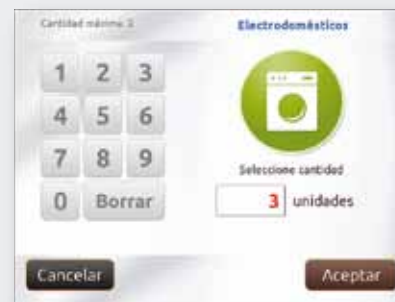 Cantidad máxima 3
Electrodomésticos
1 2 3
4 5 6
7 8 9
0 Borrar
Seleccione cantidad
3 unidades
Cancelar
Aceptar